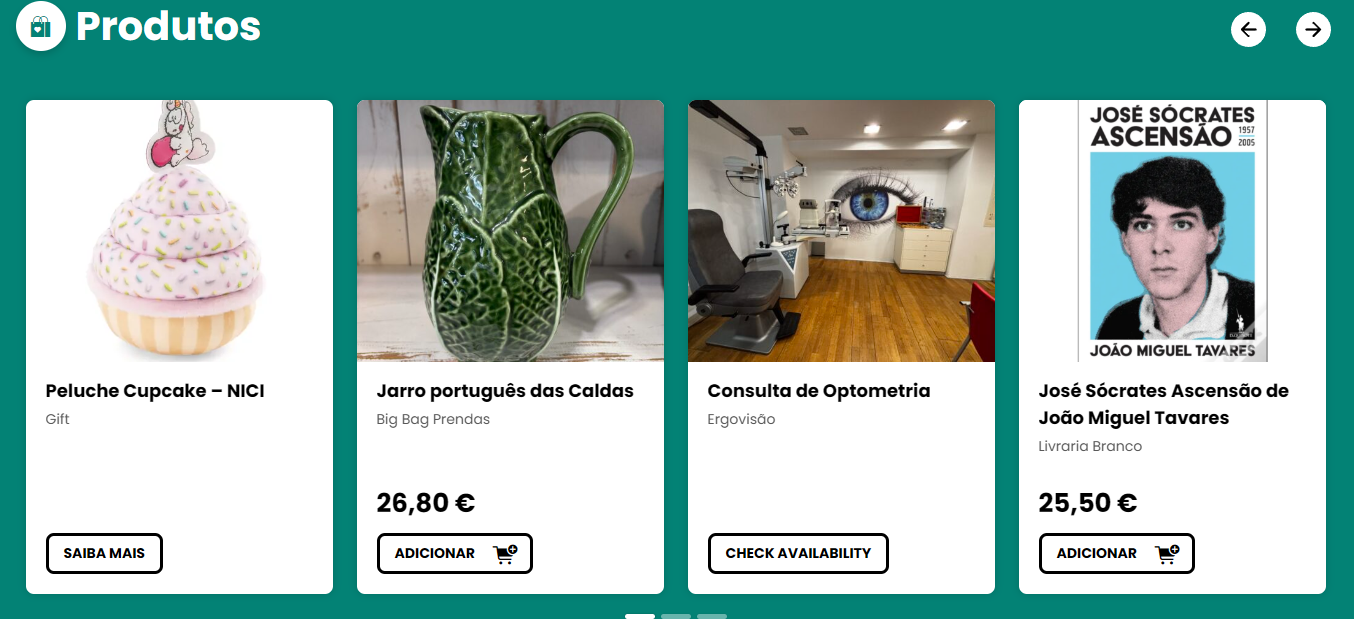 Produtos
Peluche Cupcake – NICI
Gift
SAIBA MAIS
Jarro português das Caldas
Big Bag Prendas
26,80 €
ADICIONAR
Consulta de Optometria
Ergovisão
CHECK AVAILABILITY
JOSÉ SÓCRATES
ASCENSÃO 1957
2005
JOÃO MIGUEL TAVARES
José Sócrates Ascensão de
João Miguel Tavares
Livraria Branco
25,50 €
ADICIONAR